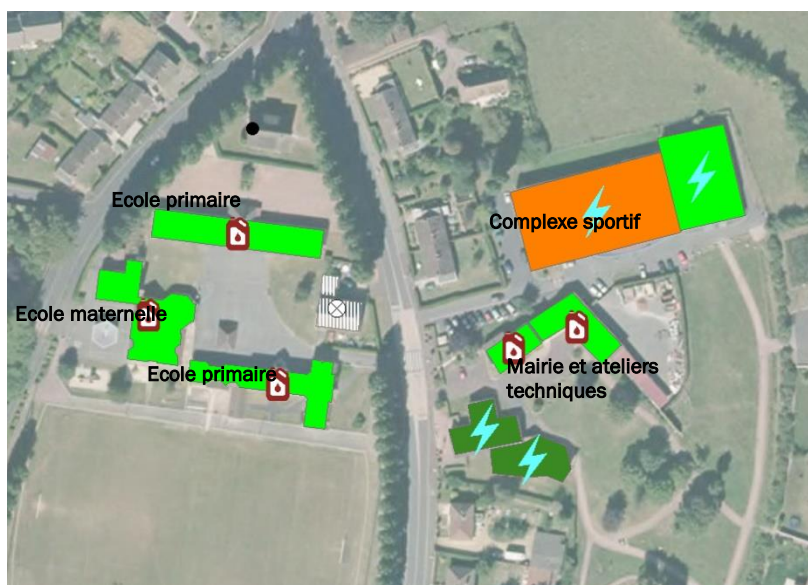 Ecole primaire
Complexe sportif
Ecole maternelle
Ecole primaire
Mairie et ateliers
techniques